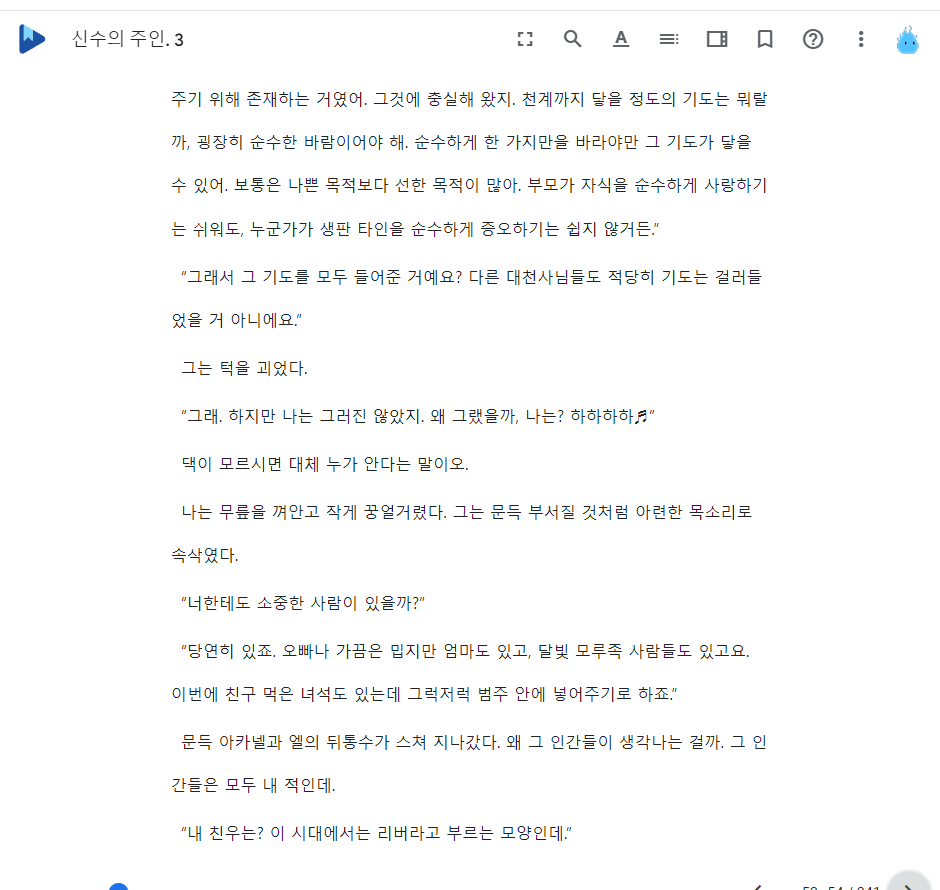 신수의 주인. 3
주기 위해 존재하는 거였어. 그것에 충실해 왔지. 천계까지 닿을 정도의 기도는 뭐랄
까, 굉장히 순수한 바람이어야 해. 순수하게 한 가지만을 바라야만 그 기도가 닿을
수 있어. 보통은 나쁜 목적보다 선한 목적이 많아. 부모가 자식을 순수하게 사랑하기
는 쉬워도, 누군가가 생판 타인을 순수하게 증오하기는 쉽지 않거든.”
“그래서 그 기도를 모두 들어준 거예요? 다른 대천사님들도 적당히 기도는 걸러들
었을 거 아니에요.”
그는 턱을 괴었다.
“그래. 하지만 나는 그러진 않았지. 왜 그랬을까, 나는? 하하하하♬”
댁이 모르시면 대체 누가 안다는 말이오.
나는 무릎을 껴안고 작게 꿍얼거렸다. 그는 문득 부서질 것처럼 아련한 목소리로
속삭였다.
“너한테도 소중한 사람이 있을까?”
“당연히 있죠. 오빠나 가끔은 밉지만 엄마도 있고, 달빛 모루족 사람들도 있고요.
이번에 친구 먹은 녀석도 있는데 그럭저럭 범주 안에 넣어주기로 하죠.”
문득 아카넬과 엘의 뒤통수가 스쳐 지나갔다. 왜 그 인간들이 생각나는 걸까. 그 인
간들은 모두 내 적인데.
“내 친우는? 이 시대에서는 리버라고 부르는 모양인데.”